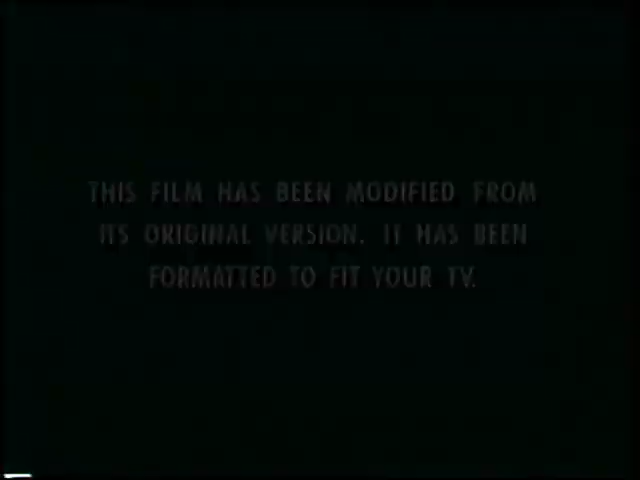 THIS FILM HAS BEEN MODIFIED FROM
ITS ORIGINAL VERSION. IT HAS BEEN
FORMATTED TO FIT YOUR TV.